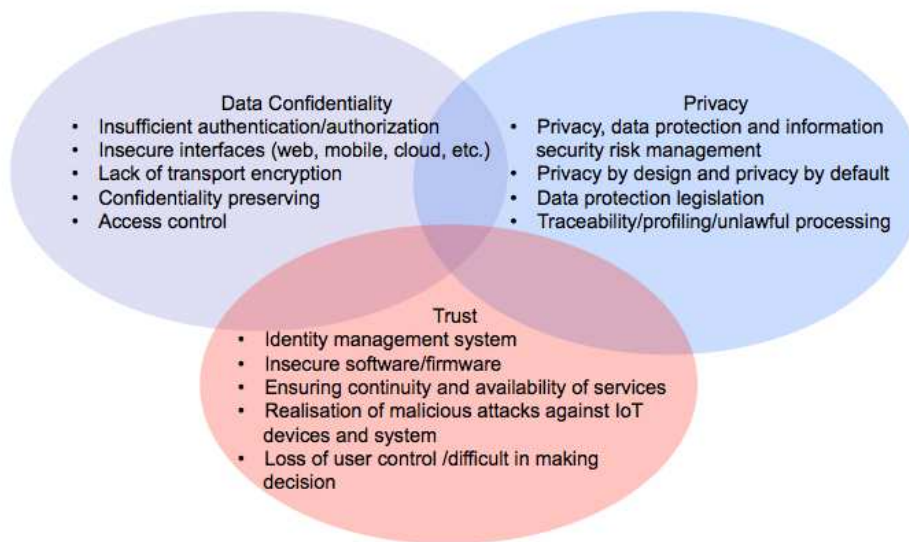 Data Confidentiality
• Insufficient authentication/authorization
• Insecure interfaces (web, mobile, cloud, etc.)
• Lack of transport encryption
• Confidentiality preserving
• Access control
Privacy
• Privacy, data protection and information
security risk management
• Privacy by design and privacy by default
• Data protection legislation
• Traceability/profiling/unlawful processing
Trust
• Identity management system
• Insecure software/firmware
• Ensuring continuity and availability of services
• Realisation of malicious attacks against IoT
devices and system
• Loss of user control /difficult in making
decision